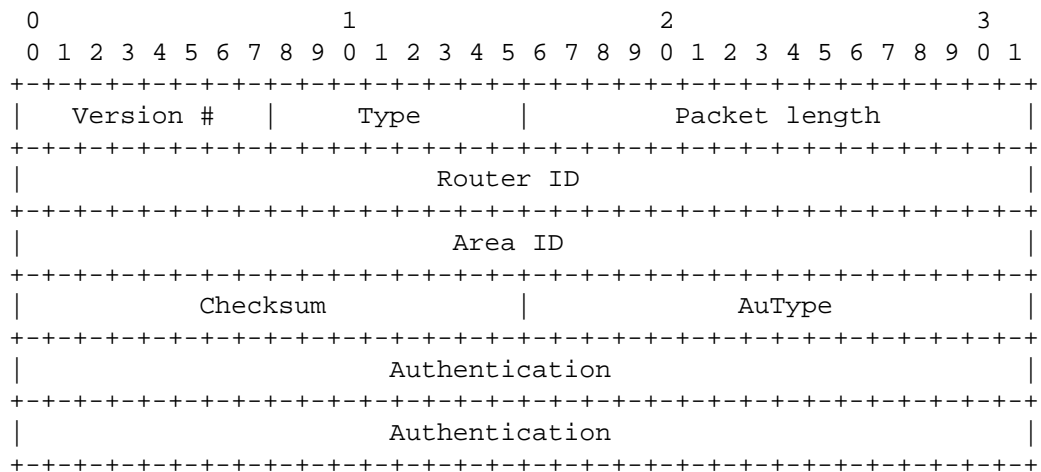 0                   1                   2                   3
 0 1 2 3 4 5 6 7 8 9 0 1 2 3 4 5 6 7 8 9 0 1 2 3 4 5 6 7 8 9 0 1
+-+-+-+-+-+-+-+-+-+-+-+-+-+-+-+-+-+-+-+-+-+-+-+-+-+-+-+-+-+-+-+-+
|   Version #   |     Type      |         Packet length         |
+-+-+-+-+-+-+-+-+-+-+-+-+-+-+-+-+-+-+-+-+-+-+-+-+-+-+-+-+-+-+-+-+
|                          Router ID                            |
+-+-+-+-+-+-+-+-+-+-+-+-+-+-+-+-+-+-+-+-+-+-+-+-+-+-+-+-+-+-+-+-+
|                           Area ID                             |
+-+-+-+-+-+-+-+-+-+-+-+-+-+-+-+-+-+-+-+-+-+-+-+-+-+-+-+-+-+-+-+-+
|           Checksum            |             AuType            |
+-+-+-+-+-+-+-+-+-+-+-+-+-+-+-+-+-+-+-+-+-+-+-+-+-+-+-+-+-+-+-+-+
|                       Authentication                          |
+-+-+-+-+-+-+-+-+-+-+-+-+-+-+-+-+-+-+-+-+-+-+-+-+-+-+-+-+-+-+-+-+
|                       Authentication                          |
+-+-+-+-+-+-+-+-+-+-+-+-+-+-+-+-+-+-+-+-+-+-+-+-+-+-+-+-+-+-+-+-+